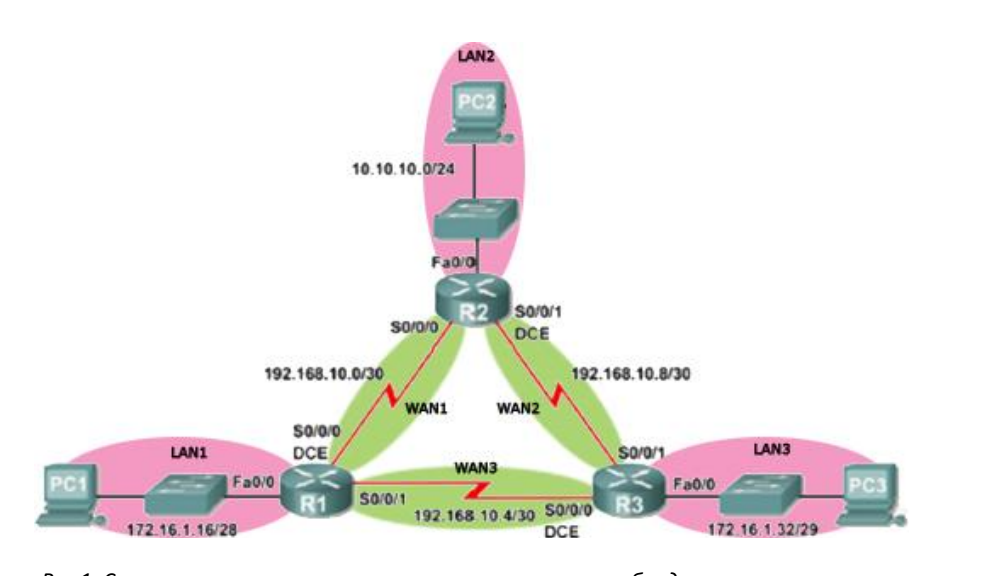 LAN2
PC2
10.10.10.0/24
Fa0/0
R2
S0/0/1
DCE
S0/0/0
192.168.10.0/30
192.168.10.8/30
WAN1
WAN2
S0/0/0
DCE
LAN1
PC1
Fa0/0
R1
172.16.1.16/28
WAN3
S0/0/1
192.168.10.4/30
S0/0/0
DCE
S0/0/1
LAN3
R3
Fa0/0
PC3
172.16.1.32/29